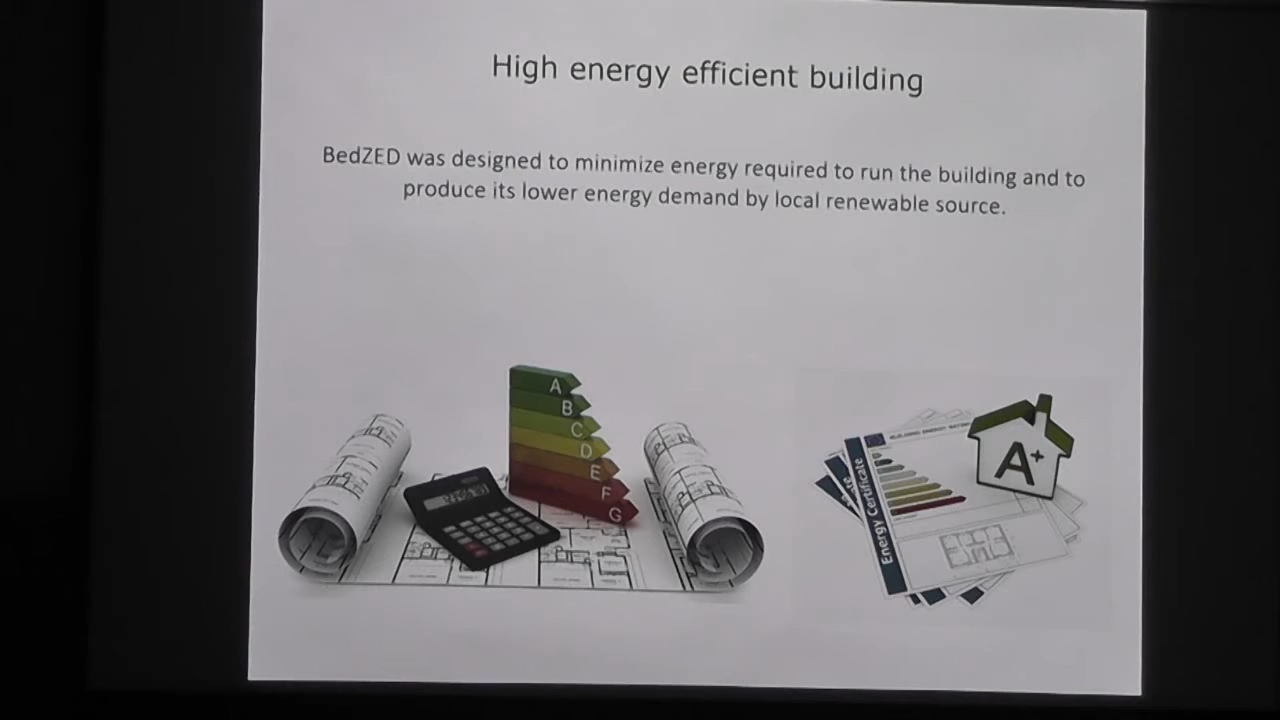 High energy efficient building
BedZED was designed to minimize energy required to run the building and to
produce its lower energy demand by local renewable source.
A
B
C
D
E
F
G
Energy Certificate
A+